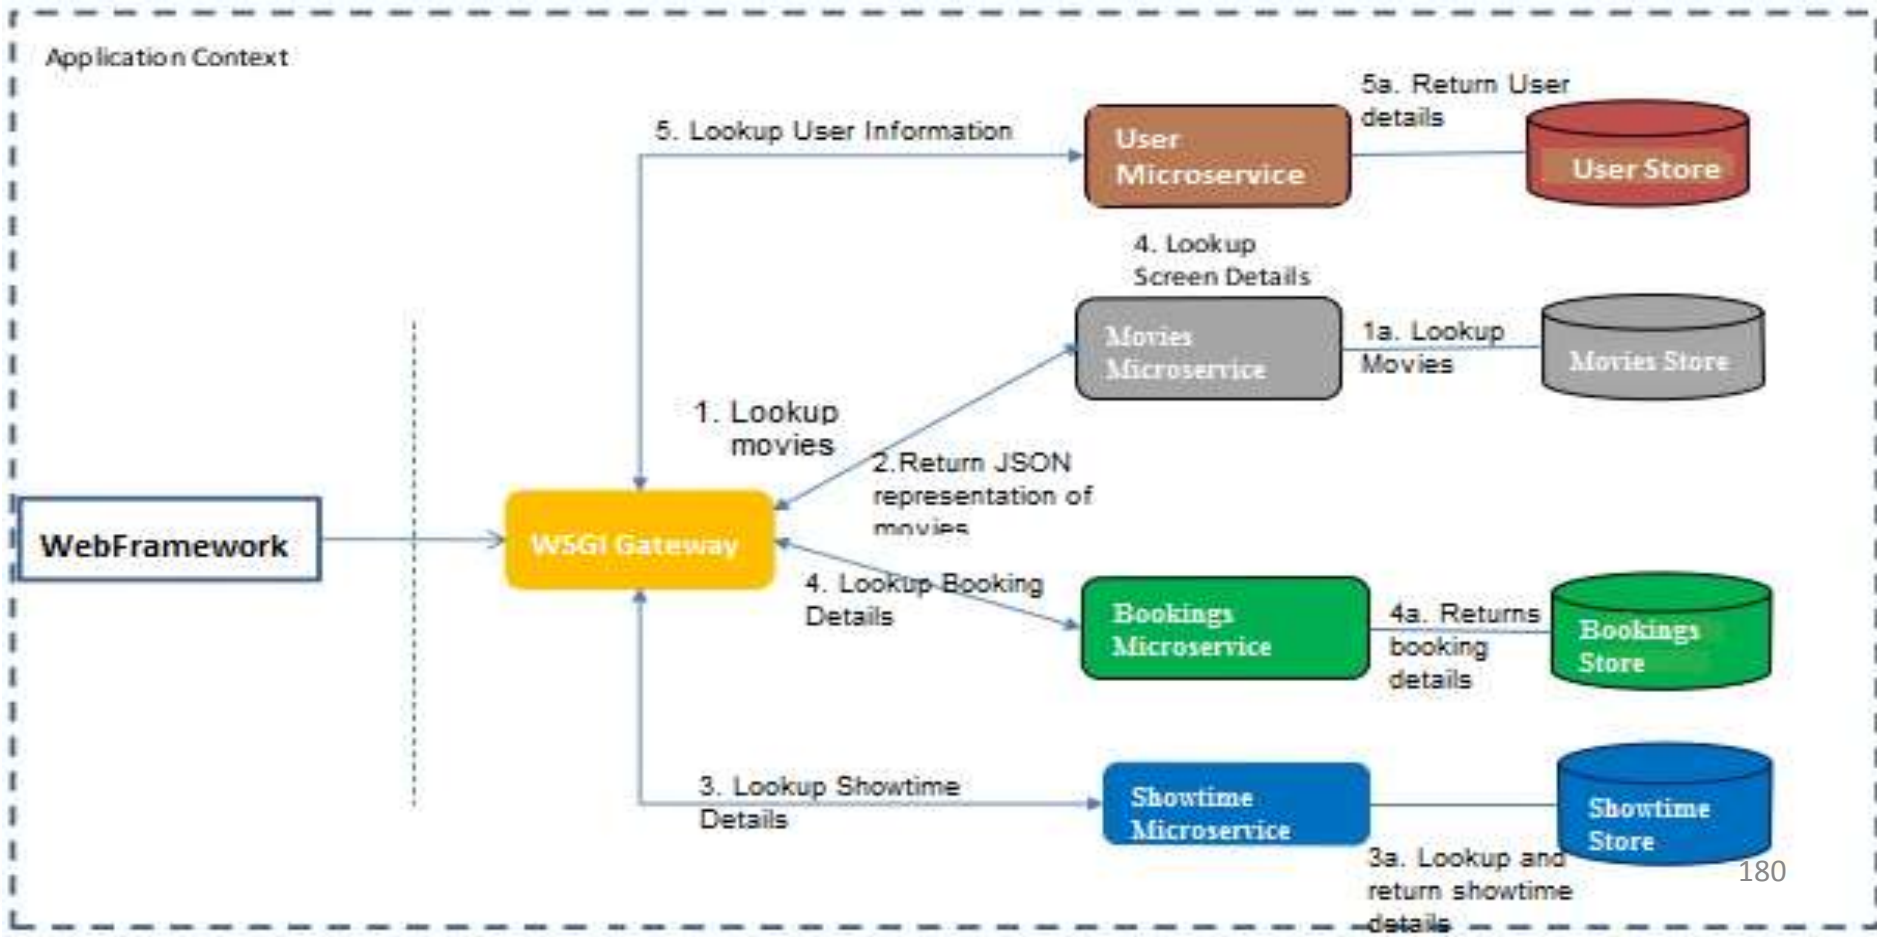 Application Context
5. Lookup User Information
User
Microservice
5a. Return User
details
User Store
4. Lookup
Screen Details
Movies
Microservice
1a. Lookup
Movies
Movies Store
1. Lookup
movies
2.Return JSON
representation of
movies
WebFramework
WSGI Gateway
4. Lookup Booking
Details
Bookings
Microservice
4a. Returns
booking
details
Bookings
Store
3. Lookup Showtime
Details
Showtime
Microservice
Showtime
Store
3a. Lookup and
return showtime
details
180